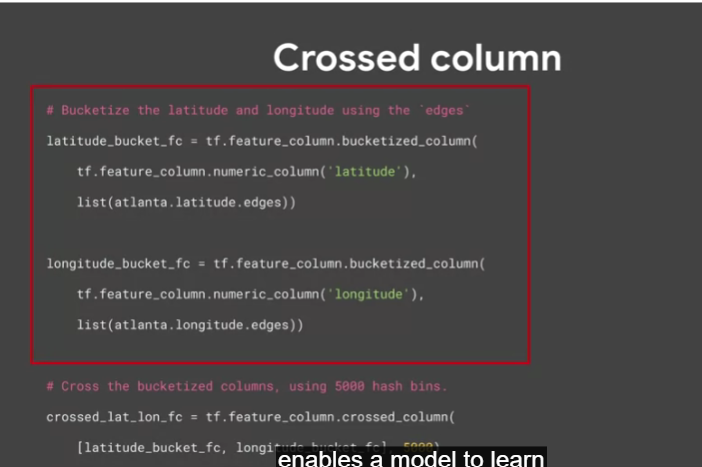 Crossed column
# Bucketize the latitude and longitude using the `edges`
latitude_bucket_fc = tf.feature_column.bucketized_column(
tf.feature_column.numeric_column('latitude'),
list(atlanta.latitude.edges))
longitude_bucket_fc = tf.feature_column.bucketized_column(
tf.feature_column.numeric_column('longitude'),
list(atlanta.longitude.edges))
# Cross the bucketized columns, using 5000 hash bins.
crossed_lat_lon_fc = tf.feature_column.crossed_column(
[latitude_bucket_fc, longitude_bucket_fc], 5000)
enables a model to learn